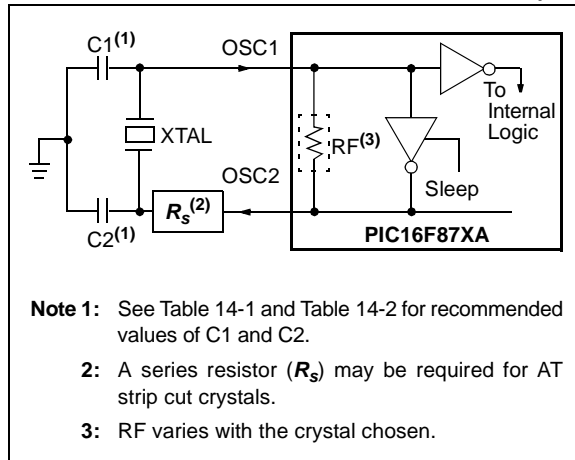 C1(1)
OSC1
To
Internal
Logic
XTAL
RF(3)
OSC2
Sleep
Rs(2)
C2(1)
PIC16F87XA
Note 1: See Table 14-1 and Table 14-2 for recommended
values of C1 and C2.
2: A series resistor (Rs) may be required for AT
strip cut crystals.
3: RF varies with the crystal chosen.